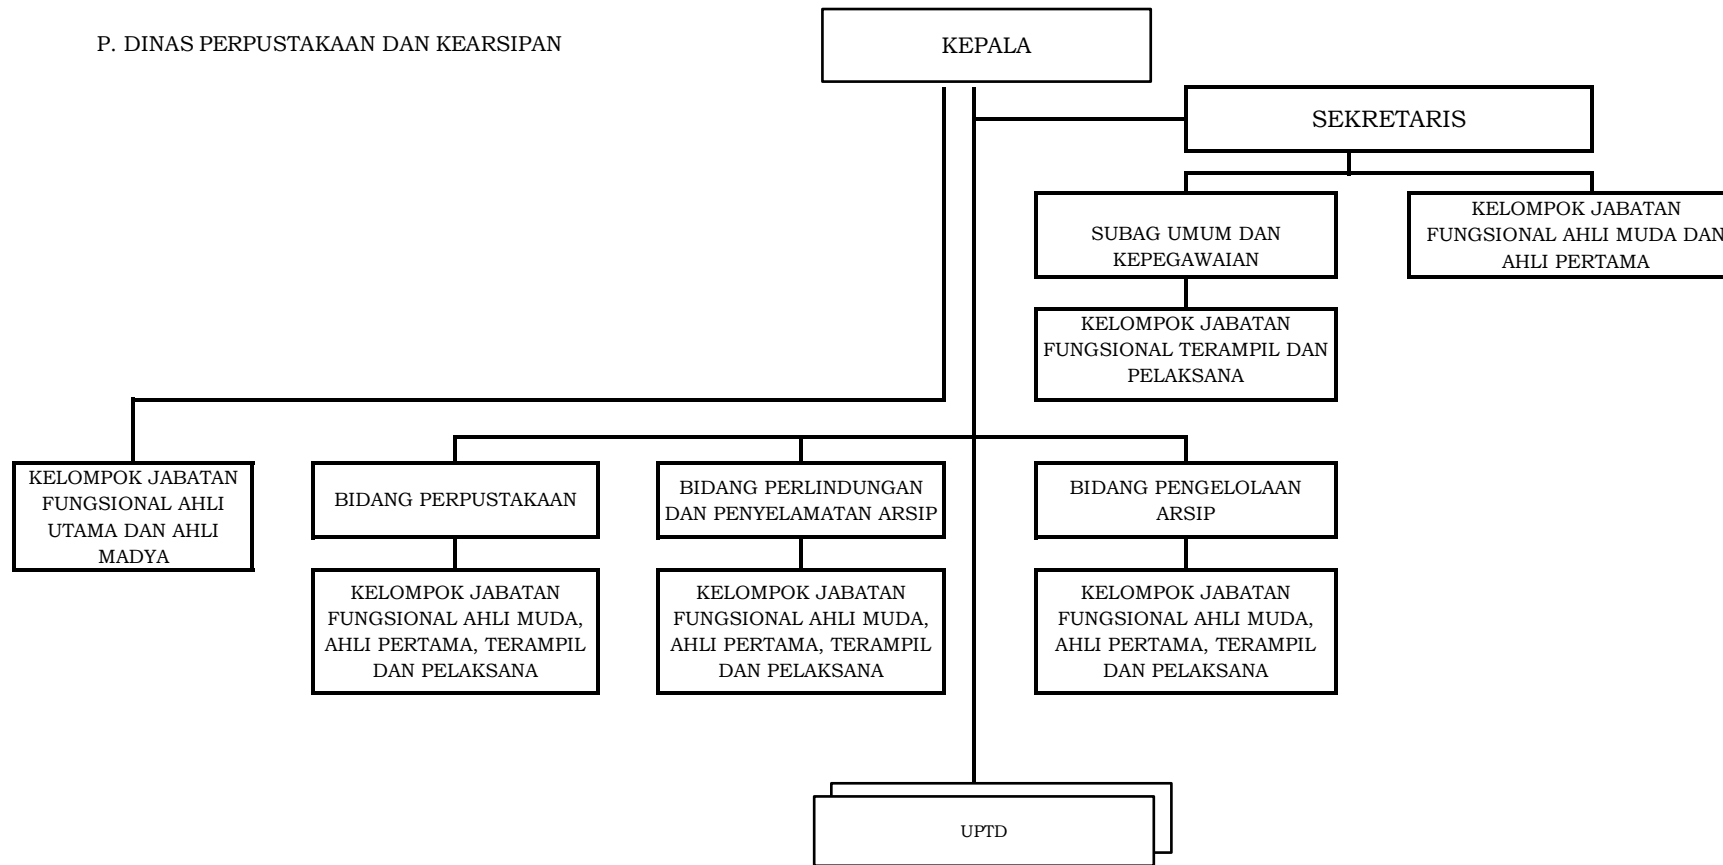 P. DINAS PERPUSTAKAAN DAN KEARSIPAN
KEPALA
SEKRETARIS
SUBAG UMUM DAN
KEPEGAWAIAN
KELOMPOK JABATAN
FUNGSIONAL AHLI MUDA DAN
AHLI PERTAMA
KELOMPOK JABATAN
FUNGSIONAL TERAMPIL DAN
PELAKSANA
KELOMPOK JABATAN
FUNGSIONAL AHLI
UTAMA DAN AHLI
MADYA
BIDANG PERPUSTAKAAN
BIDANG PERLINDUNGAN
DAN PENYELAMATAN ARSIP
BIDANG PENGELOLAAN
ARSIP
KELOMPOK JABATAN
FUNGSIONAL AHLI MUDA,
AHLI PERTAMA, TERAMPIL
DAN PELAKSANA
KELOMPOK JABATAN
FUNGSIONAL AHLI MUDA,
AHLI PERTAMA, TERAMPIL
DAN PELAKSANA
KELOMPOK JABATAN
FUNGSIONAL AHLI MUDA,
AHLI PERTAMA, TERAMPIL
DAN PELAKSANA
UPTD